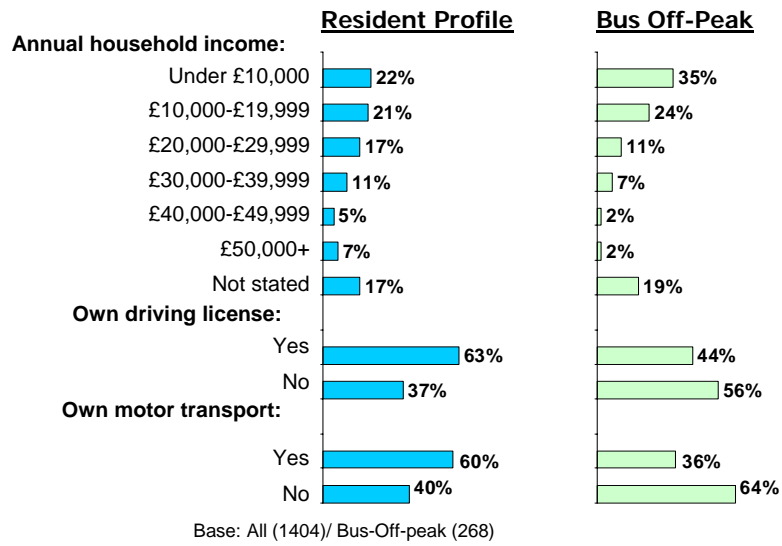 Resident Profile Bus Off-Peak
Annual household income:
Under £10,000 22% 35%
£10,000-£19,999 21% 24%
£20,000-£29,999 17% 11%
£30,000-£39,999 11% 7%
£40,000-£49,999 5% 2%
£50,000+ 7% 2%
Not stated 17% 19%
Own driving license:
Yes 63% 44%
No 37% 56%
Own motor transport:
Yes 60% 36%
No 40% 64%
Base: All (1404)/ Bus-Off-peak (268)